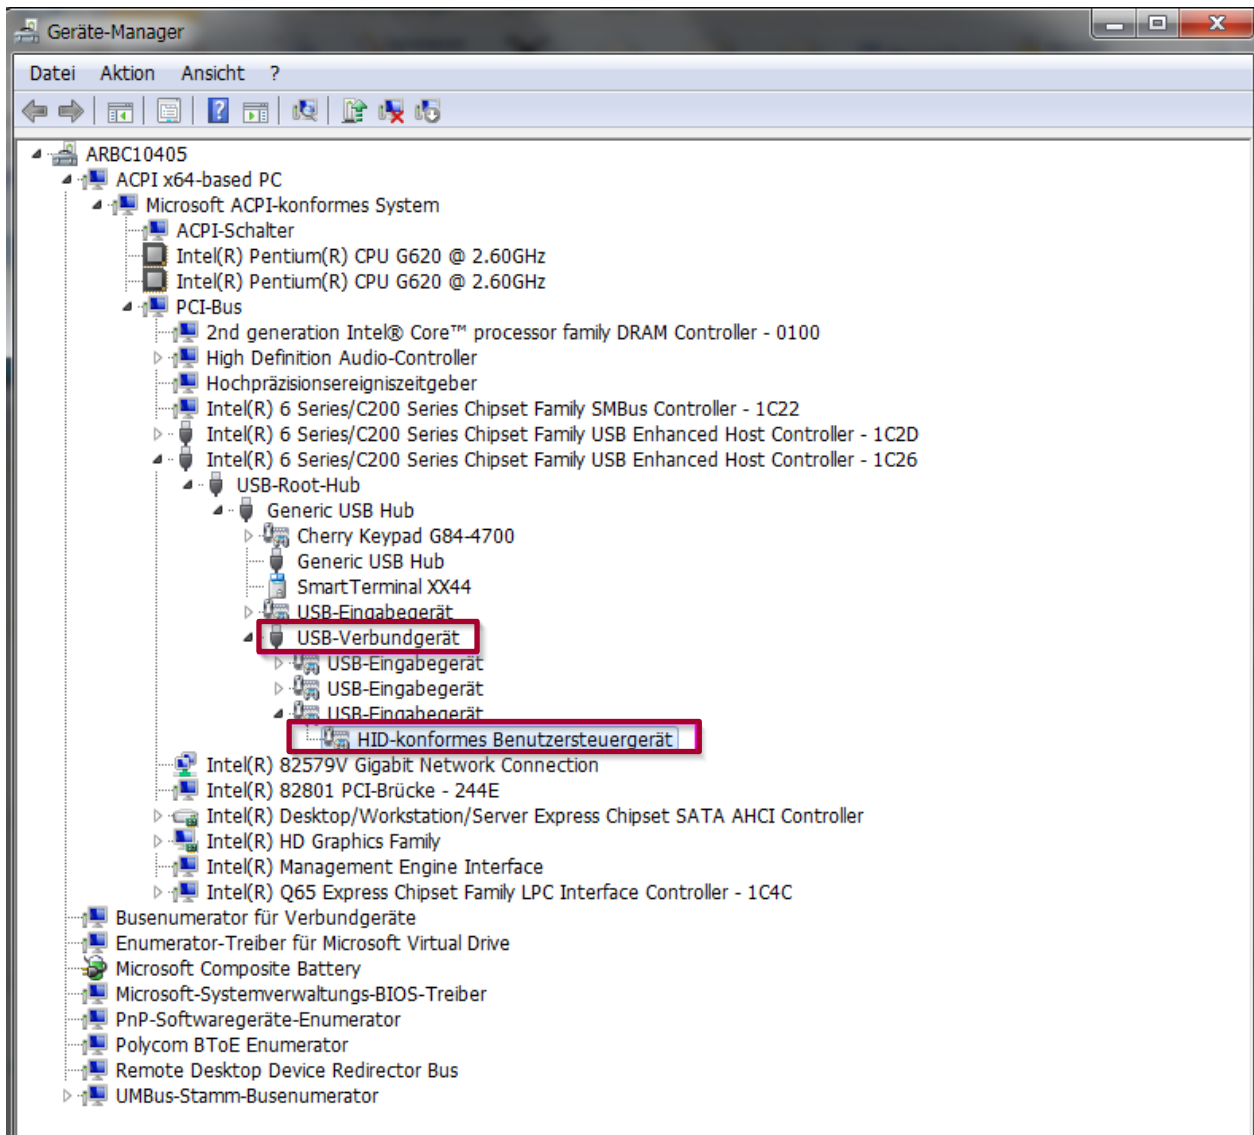 Geräte-Manager
Datei Aktion Ansicht ?
ARBC10405
ACPI x64-based PC
Microsoft ACPI-konformes System
ACPI-Schalter
Intel(R) Pentium(R) CPU G620 @ 2.60GHz
Intel(R) Pentium(R) CPU G620 @ 2.60GHz
PCI-Bus
2nd generation Intel® Core™ processor family DRAM Controller - 0100
High Definition Audio-Controller
Hochpräzisionsereigniszeitgeber
Intel(R) 6 Series/C200 Series Chipset Family SMBus Controller - 1C22
Intel(R) 6 Series/C200 Series Chipset Family USB Enhanced Host Controller - 1C2D
Intel(R) 6 Series/C200 Series Chipset Family USB Enhanced Host Controller - 1C26
USB-Root-Hub
Generic USB Hub
Cherry Keypad G84-4700
Generic USB Hub
SmartTerminal XX44
USB-Eingabegerät
USB-Verbundgerät
USB-Eingabegerät
USB-Eingabegerät
USB-Eingabegerät
HID-konformes Benutzersteuergerät
Intel(R) 82579V Gigabit Network Connection
Intel(R) 82801 PCI-Brücke - 244E
Intel(R) Desktop/Workstation/Server Express Chipset SATA AHCI Controller
Intel(R) HD Graphics Family
Intel(R) Management Engine Interface
Intel(R) Q65 Express Chipset Family LPC Interface Controller - 1C4C
Busenumerator für Verbundgeräte
Enumerator-Treiber für Microsoft Virtual Drive
Microsoft Composite Battery
Microsoft-Systemverwaltungs-BIOS-Treiber
PnP-Softwaregeräte-Enumerator
Polycom BToE Enumerator
Remote Desktop Device Redirector Bus
UMBus-Stamm-Busenumerator